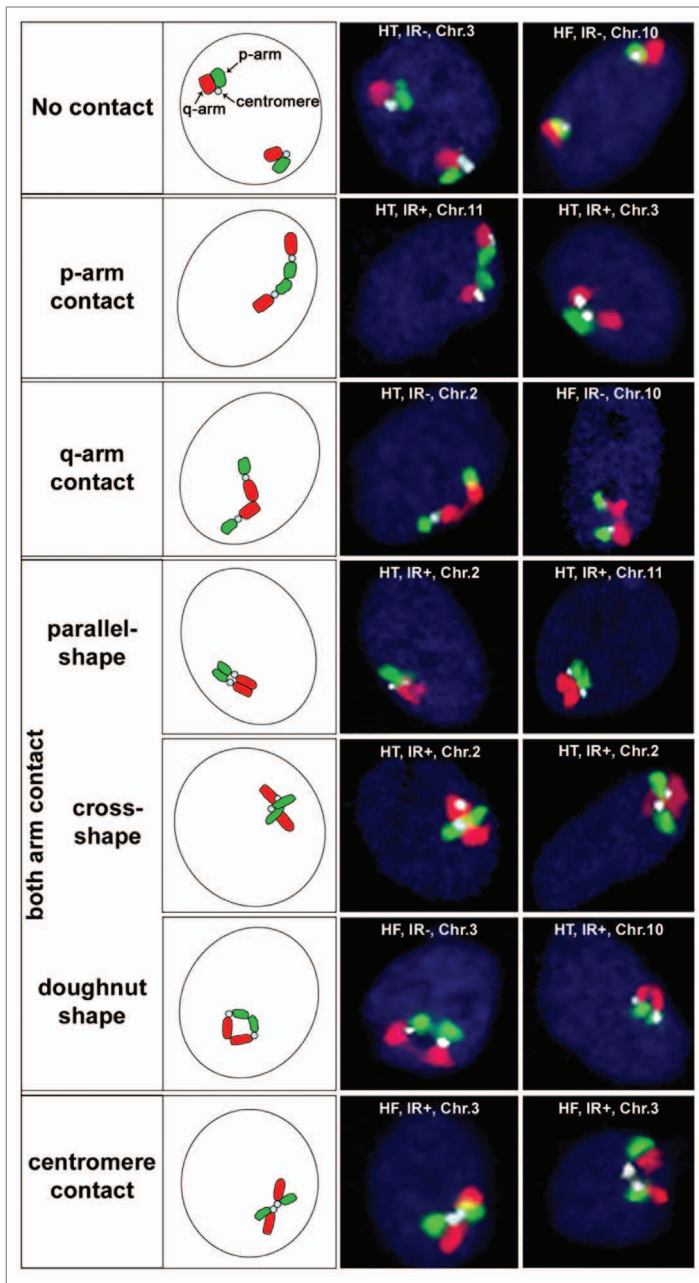 No contact
p-arm
q-arm
centromere
HT, IR-, Chr.3
HF, IR-, Chr.10
p-arm
contact
HT, IR+, Chr.11
HT, IR+, Chr.3
q-arm
contact
HT, IR-, Chr.2
HF, IR-, Chr.10
both arm contact
parallel-
shape
HT, IR+, Chr.2
HT, IR+, Chr.11
cross-
shape
HT, IR+, Chr.2
HT, IR+, Chr.2
doughnut
shape
HF, IR-, Chr.3
HT, IR+, Chr.10
centromere
contact
HF, IR+, Chr.3
HF, IR+, Chr.3